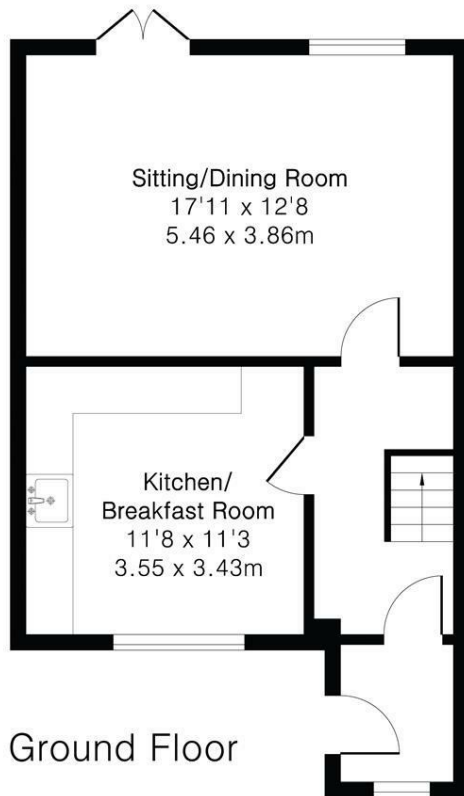 Sitting/Dining Room
17'11 x 12'8
5.46 x 3.86m
Kitchen/
Breakfast Room
11'8 x 11'3
3.55 x 3.43m
Ground Floor